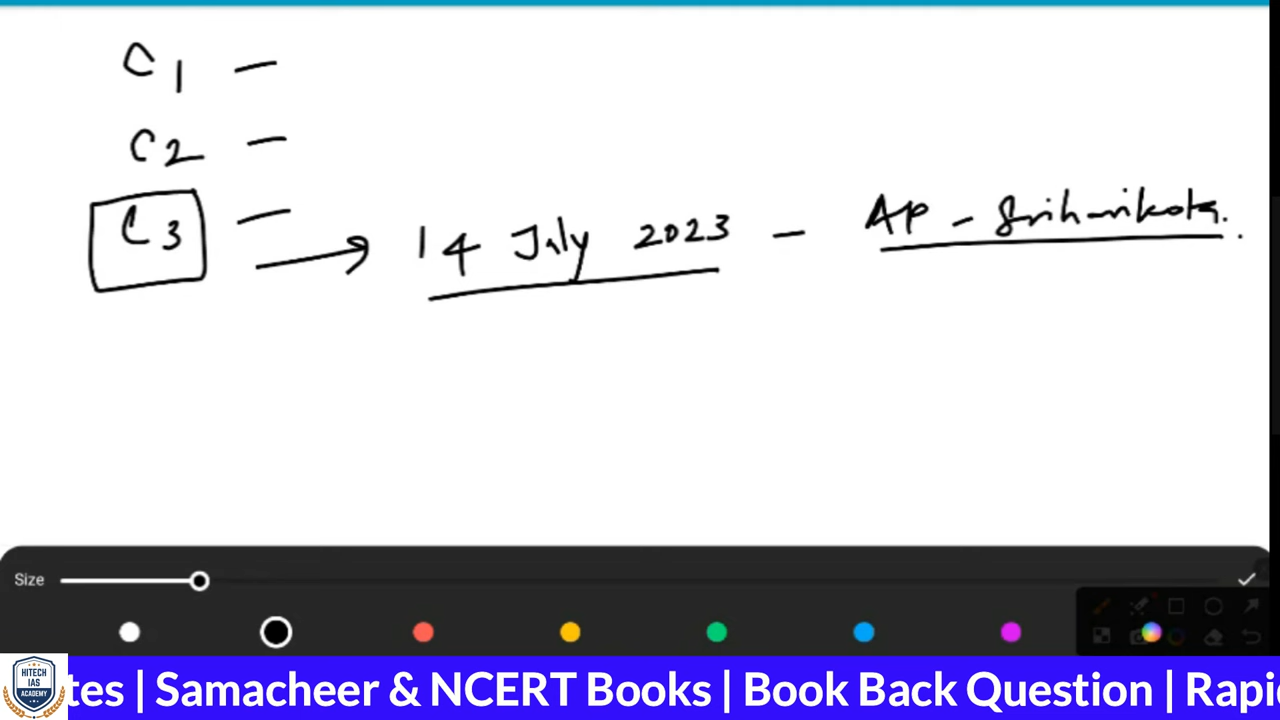 C1 -
C2 -
C3 -
→ 14 July 2023 - AP - Sriharikota.
Size
HITECH
IAS
ACADEMY
tes | Samacheer & NCERT Books | Book Back Question | Rapi